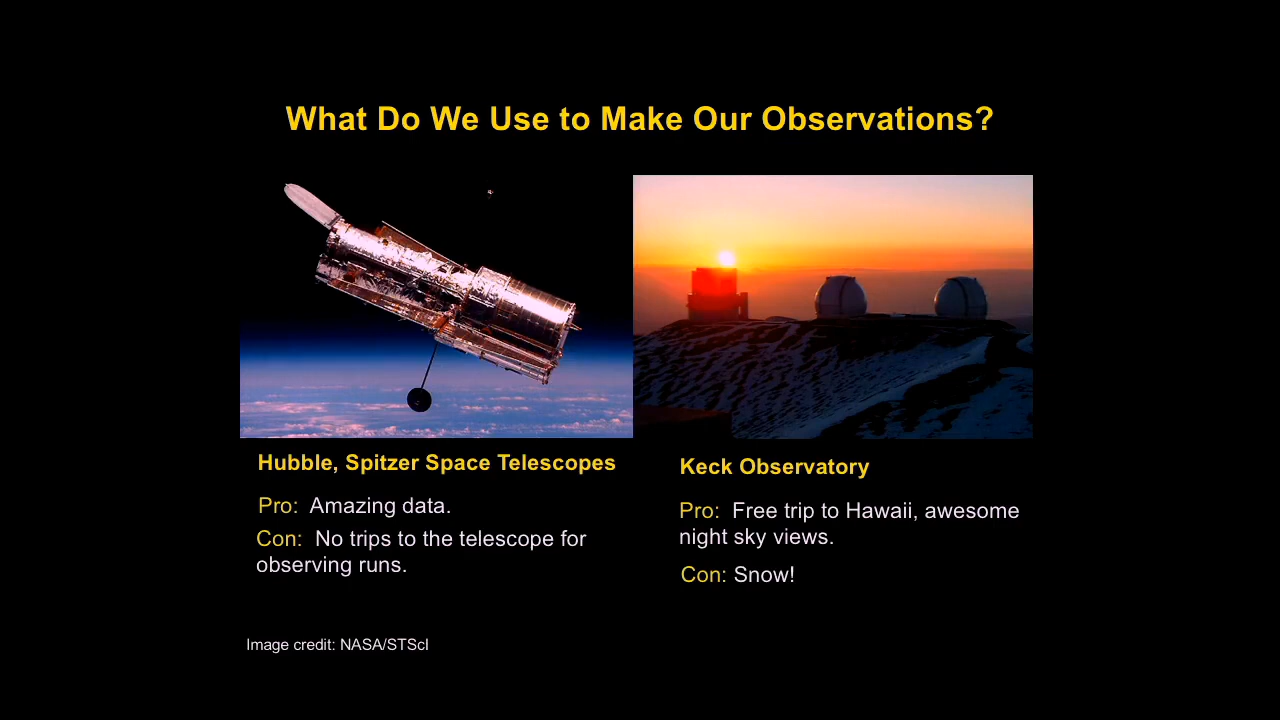 What Do We Use to Make Our Observations?
Hubble, Spitzer Space Telescopes
Pro: Amazing data.
Con: No trips to the telescope for
observing runs.
Keck Observatory
Pro: Free trip to Hawaii, awesome
night sky views.
Con: Snow!
Image credit: NASA/STScI